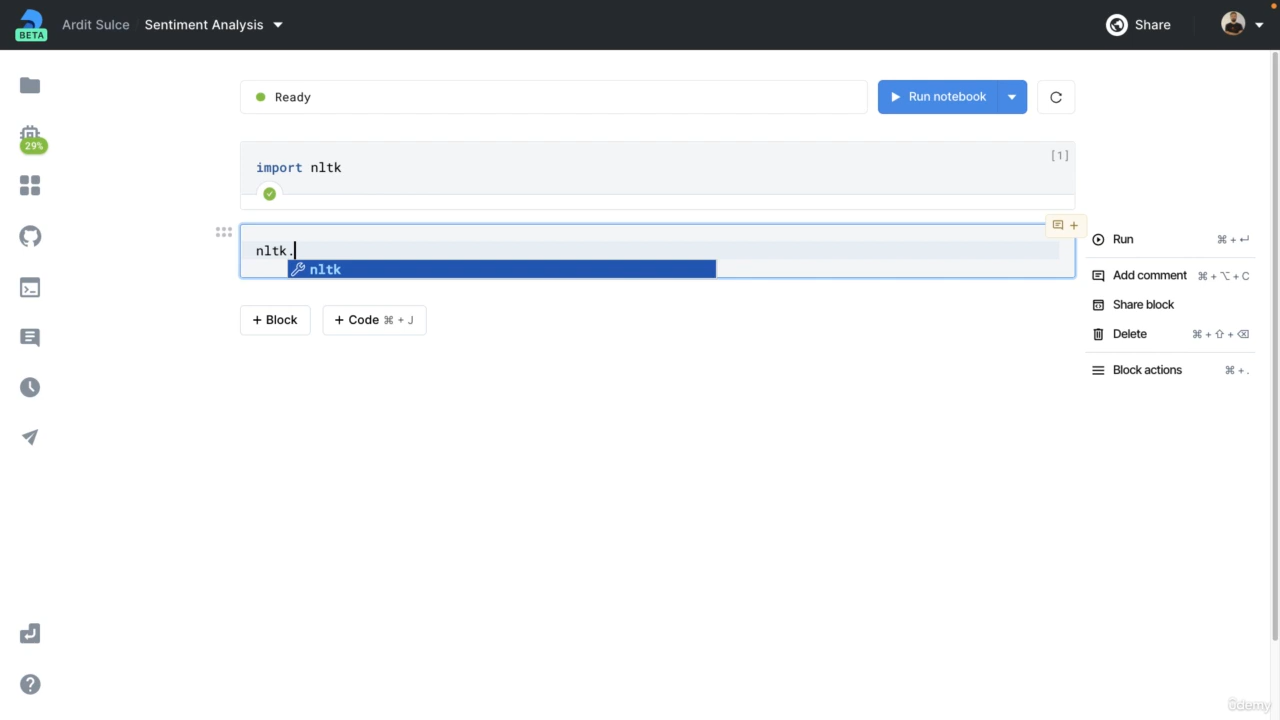 BETA
Ardit Sulce
Sentiment Analysis
Share
29%
Ready
Run notebook
import nltk
[1]
nltk.
nltk
+ Block
+ Code ⌘ + J
Run ⌘ + ↵
Add comment ⌘ + ⌥ + C
Share block
Delete ⌘ + ⇧ + ⌫
Block actions ⌘ + .
ûdemy